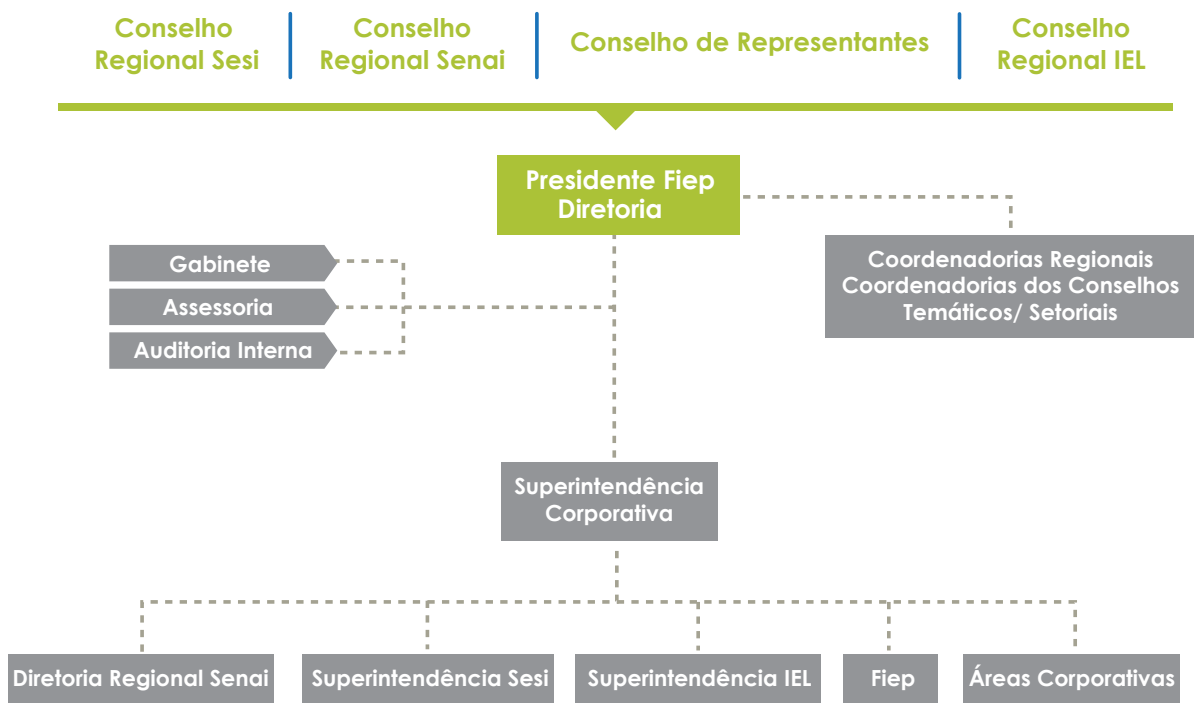 Conselho
Regional Sesi
Conselho
Regional Senai
Conselho de Representantes
Conselho
Regional IEL
Presidente Fiep
Diretoria
Gabinete
Assessoria
Auditoria Interna
Coordenadorias Regionais
Coordenadorias dos Conselhos
Temáticos/ Setoriais
Superintendência
Corporativa
Diretoria Regional Senai
Superintendência Sesi
Superintendência IEL
Fiep
Áreas Corporativas